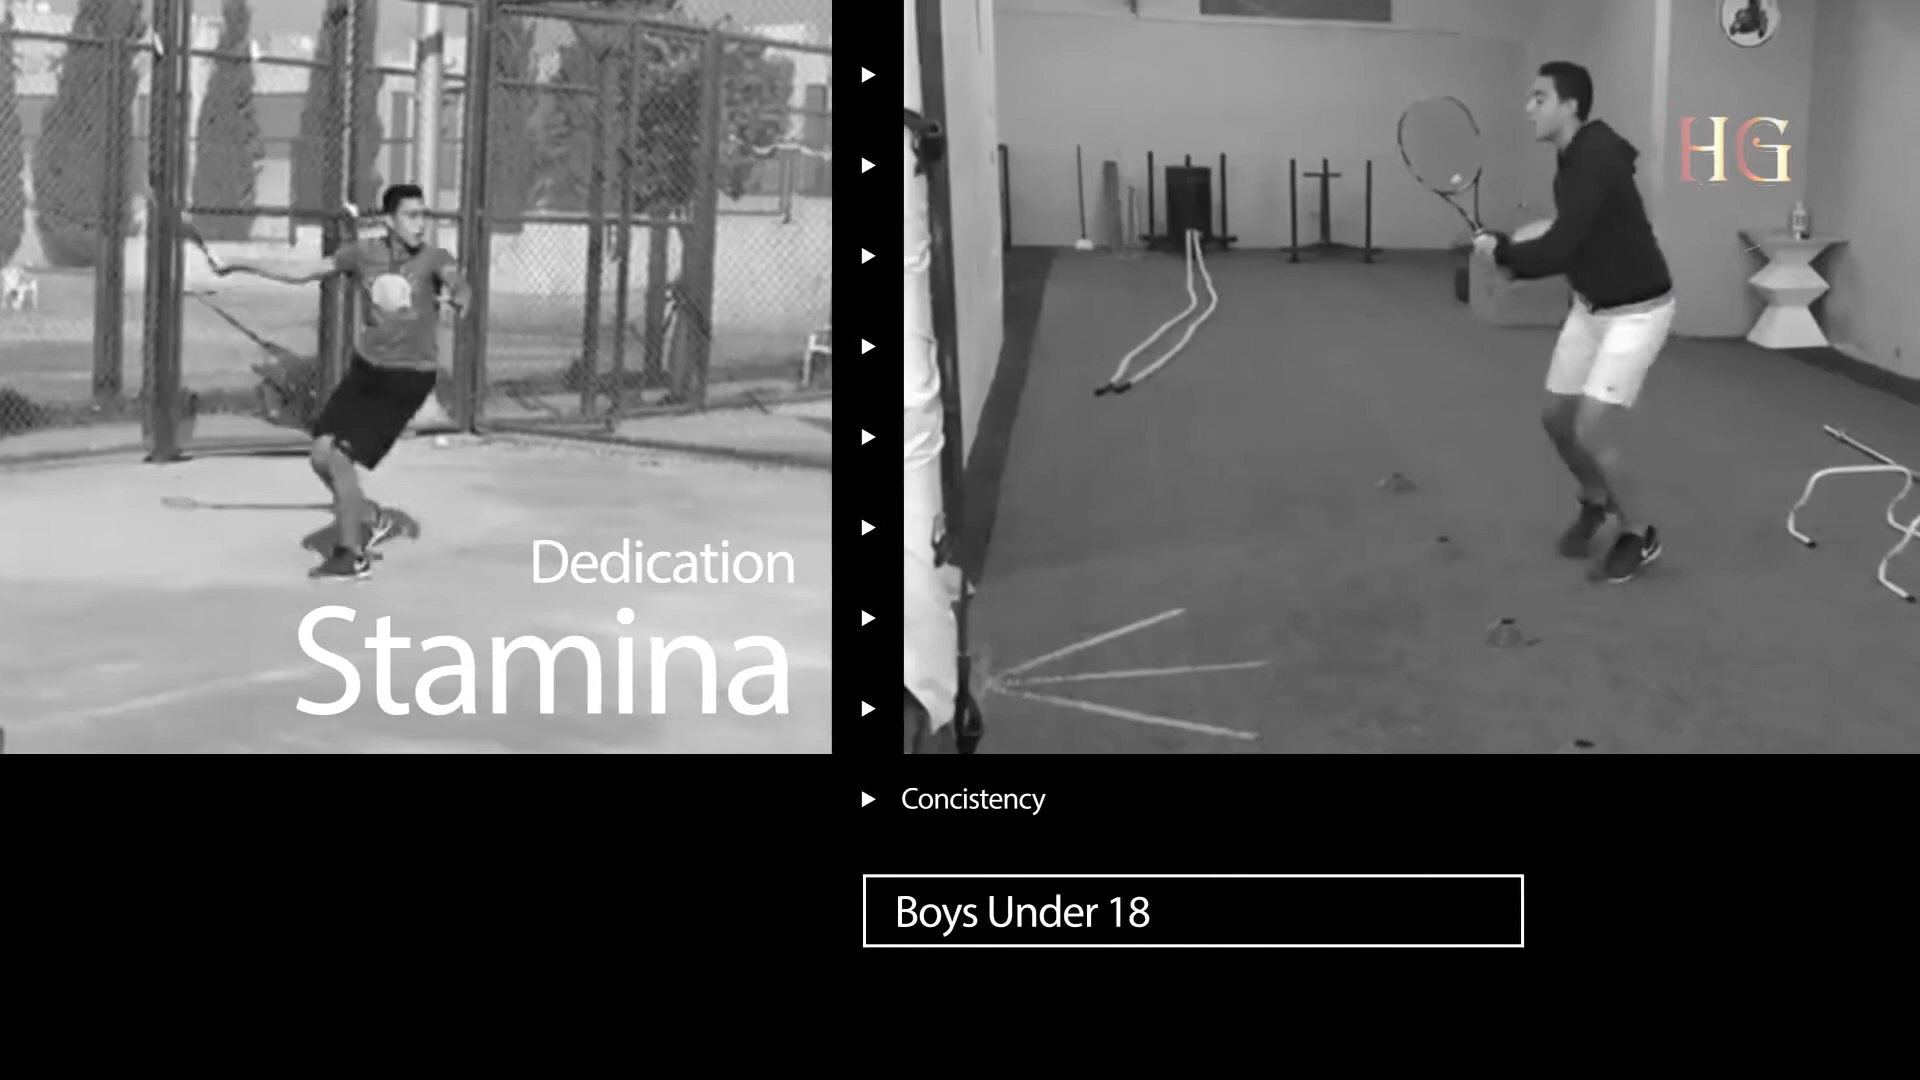 HG
Dedication
Stamina
Concistency
Boys Under 18